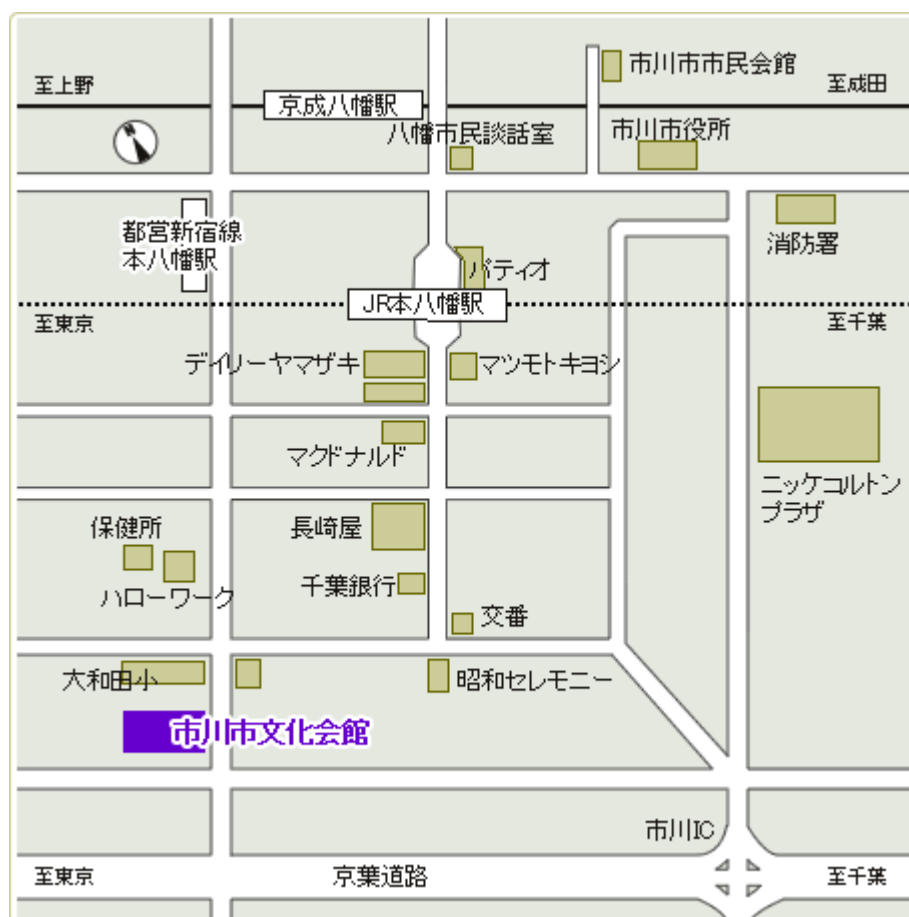 市川市市民会館
至上野
至成田
京成八幡駅
八幡市民談話室
市川市役所
都営新宿線
本八幡駅
消防署
パティオ
JR本八幡駅
至東京
至千葉
デイリーヤマザキ
マツモトキヨシ
マクドナルド
ニッケコルトン
プラザ
保健所
長崎屋
ハローワーク
千葉銀行
交番
大和田小
昭和セレモニー
市川市文化会館
市川IC
至東京
京葉道路
至千葉